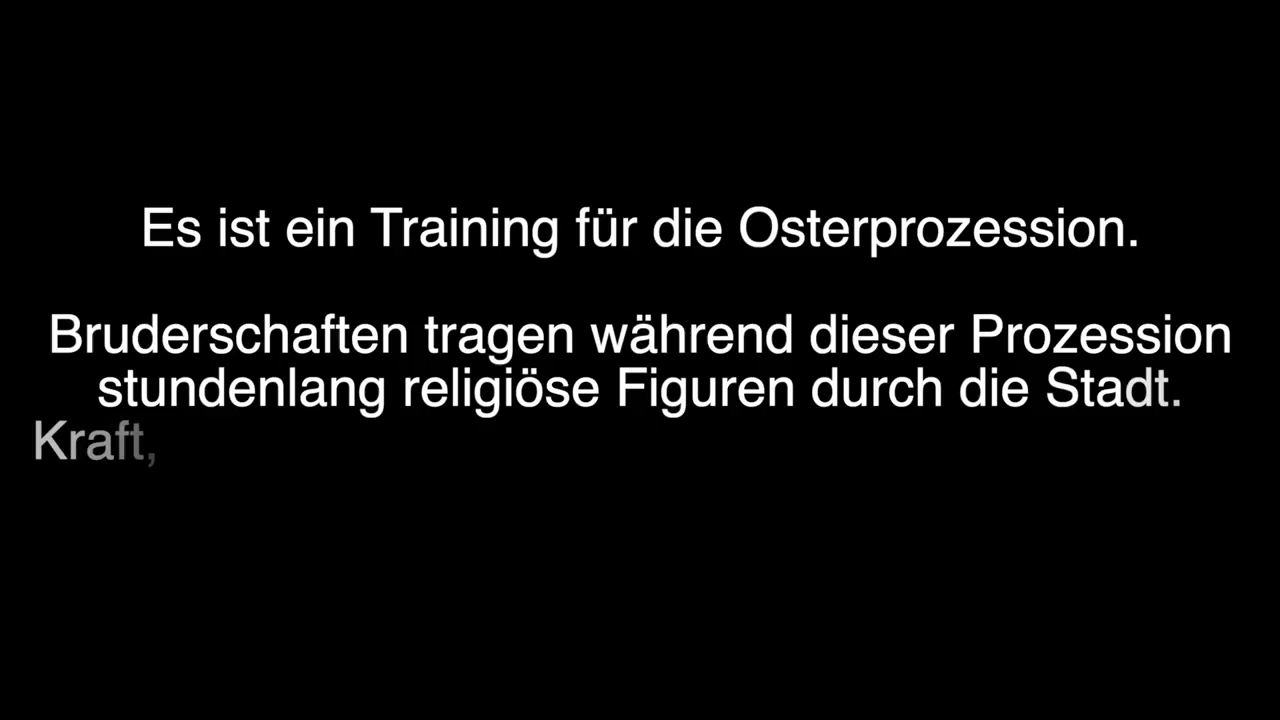 Es ist ein Training für die Osterprozession.
Bruderschaften tragen während dieser Prozession
stundenlang religiöse Figuren durch die Stadt.
Kraft,